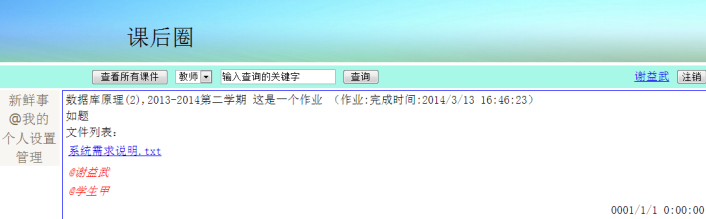 课后圈
查看所有课件 教师 输入查询的关键字 查询 谢益武 注销
新鲜事
@我的
个人设置
管理
数据库原理(2),2013-2014第二学期 这是一个作业 （作业:完成时间:2014/3/13 16:46:23）
如题
文件列表：
系统需求说明.txt
@谢益武
@学生甲
0001/1/1 0:00:00